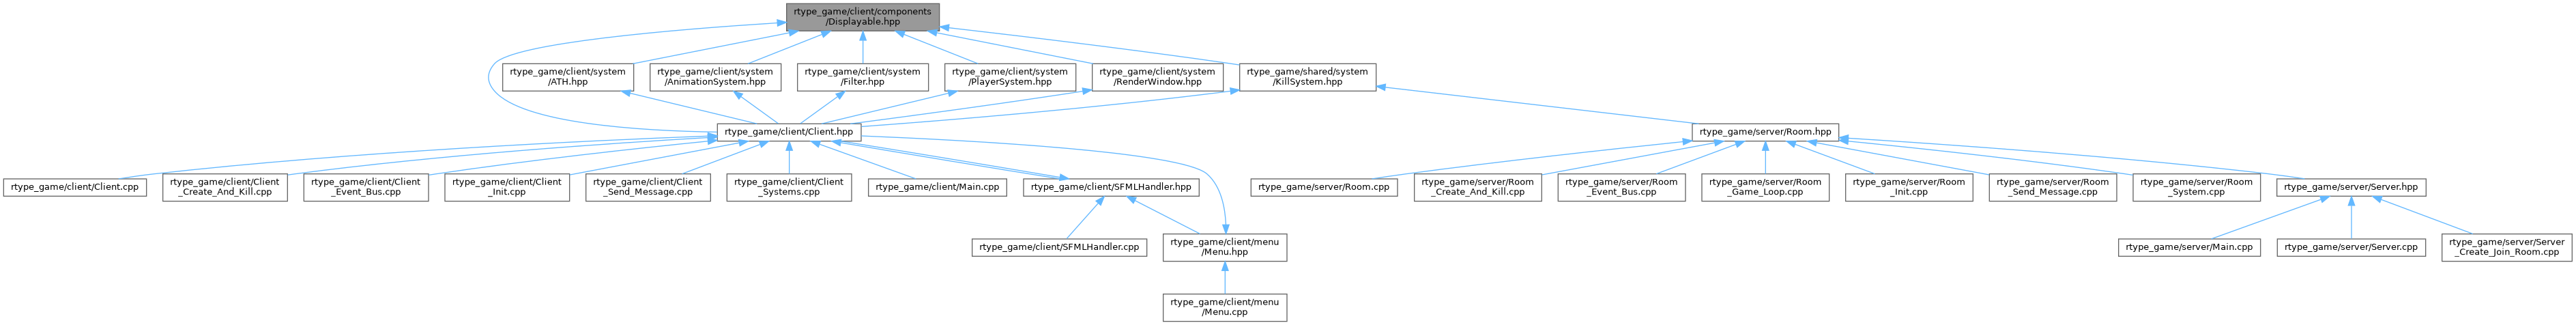 rtype_game/client/components
/Displayable.hpp
rtype_game/client/system
/ATH.hpp
rtype_game/client/system
/AnimationSystem.hpp
rtype_game/client/system
/Filter.hpp
rtype_game/client/system
/PlayerSystem.hpp
rtype_game/client/system
/RenderWindow.hpp
rtype_game/shared/system
/KillSystem.hpp
rtype_game/client/Client.hpp
rtype_game/server/Room.hpp
rtype_game/client/Client.cpp
rtype_game/client/Client
_Create_And_Kill.cpp
rtype_game/client/Client
_Event_Bus.cpp
rtype_game/client/Client
_Init.cpp
rtype_game/client/Client
_Send_Message.cpp
rtype_game/client/Client
_Systems.cpp
rtype_game/client/Main.cpp
rtype_game/client/SFMLHandler.hpp
rtype_game/server/Room.cpp
rtype_game/server/Room
_Create_And_Kill.cpp
rtype_game/server/Room
_Event_Bus.cpp
rtype_game/server/Room
_Game_Loop.cpp
rtype_game/server/Room
_Init.cpp
rtype_game/server/Room
_Send_Message.cpp
rtype_game/server/Room
_System.cpp
rtype_game/server/Server.hpp
rtype_game/client/SFMLHandler.cpp
rtype_game/client/menu
/Menu.hpp
rtype_game/server/Main.cpp
rtype_game/server/Server.cpp
rtype_game/server/Server
_Create_Join_Room.cpp
rtype_game/client/menu
/Menu.cpp